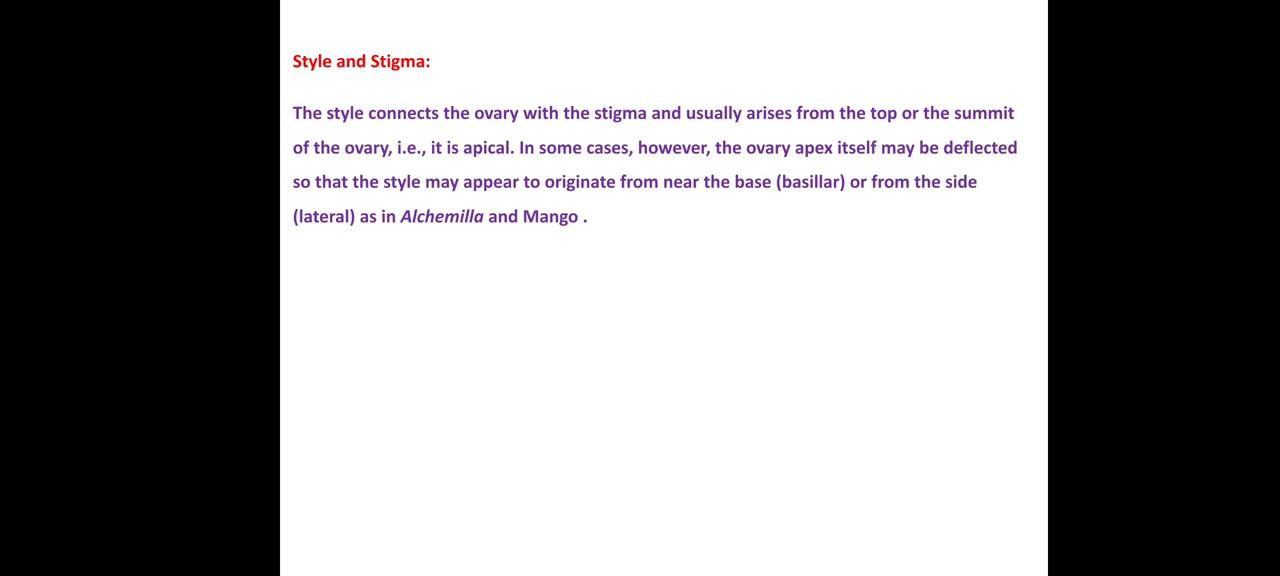 Style and Stigma:
The style connects the ovary with the stigma and usually arises from the top or the summit
of the ovary, i.e., it is apical. In some cases, however, the ovary apex itself may be deflected
so that the style may appear to originate from near the base (basillar) or from the side
(lateral) as in Alchemilla and Mango .